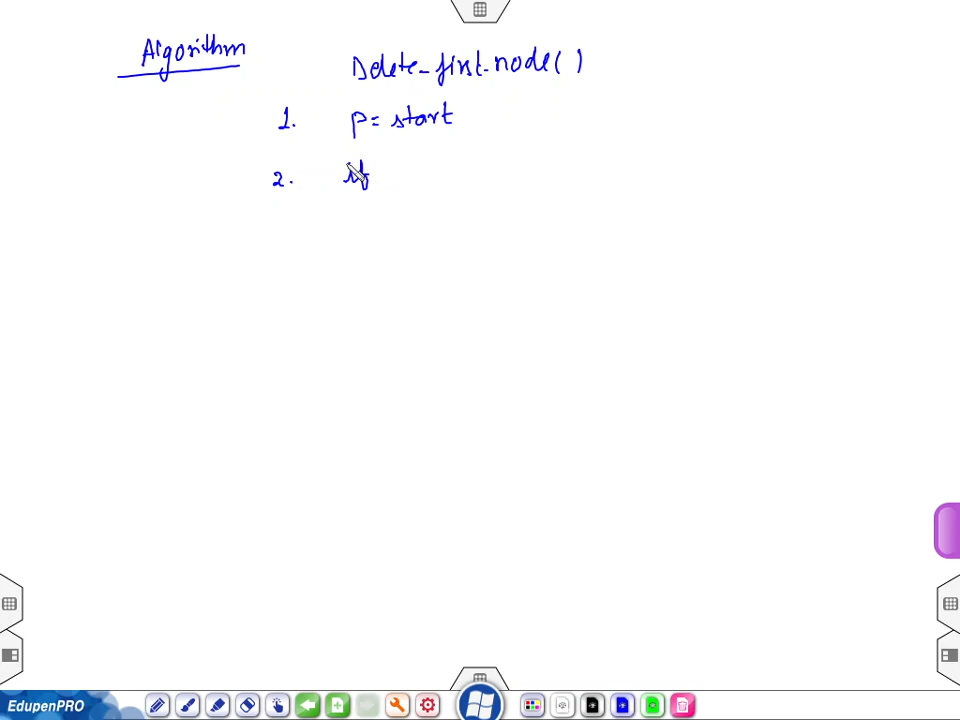 Algorithm Delete_first_node( )
1. p = start
2. if
EdupenPRO